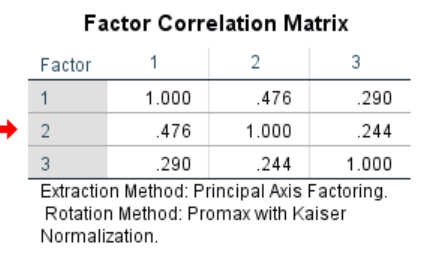 Factor Correlation Matrix
Factor 1 2 3
1 1.000 .476 .290
2 .476 1.000 .244
3 .290 .244 1.000
Extraction Method: Principal Axis Factoring.
Rotation Method: Promax with Kaiser
Normalization.